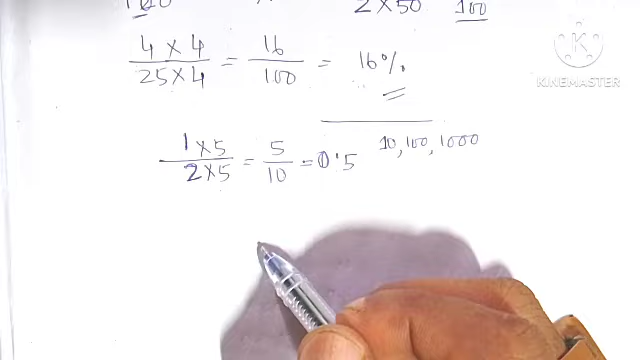 2 × 50 100
4 × 4 / 25 × 4 = 16 / 100 = 16%
1 × 5 / 2 × 5 = 5 / 10 = 0.5 10, 100, 1000
KINEMASTER